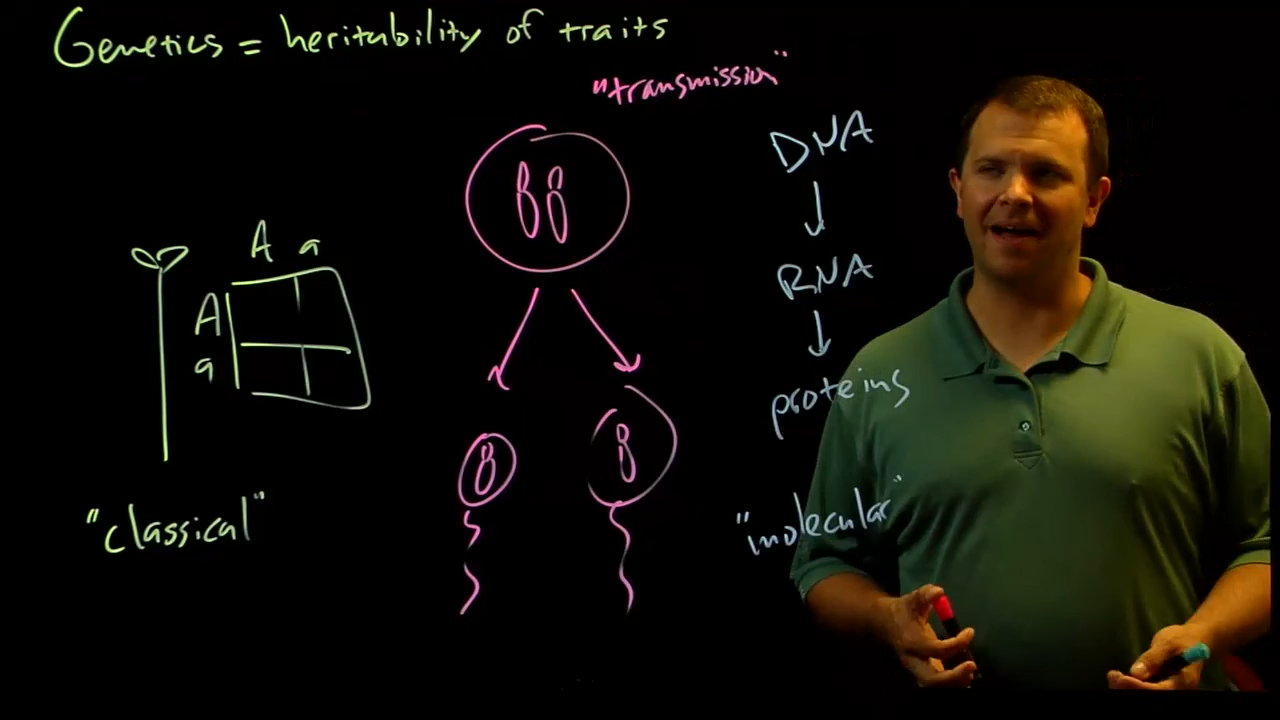 Genetics = heritability of traits
"transmission"
A a
A
a
"classical"
DNA
RNA
proteins
"molecular"